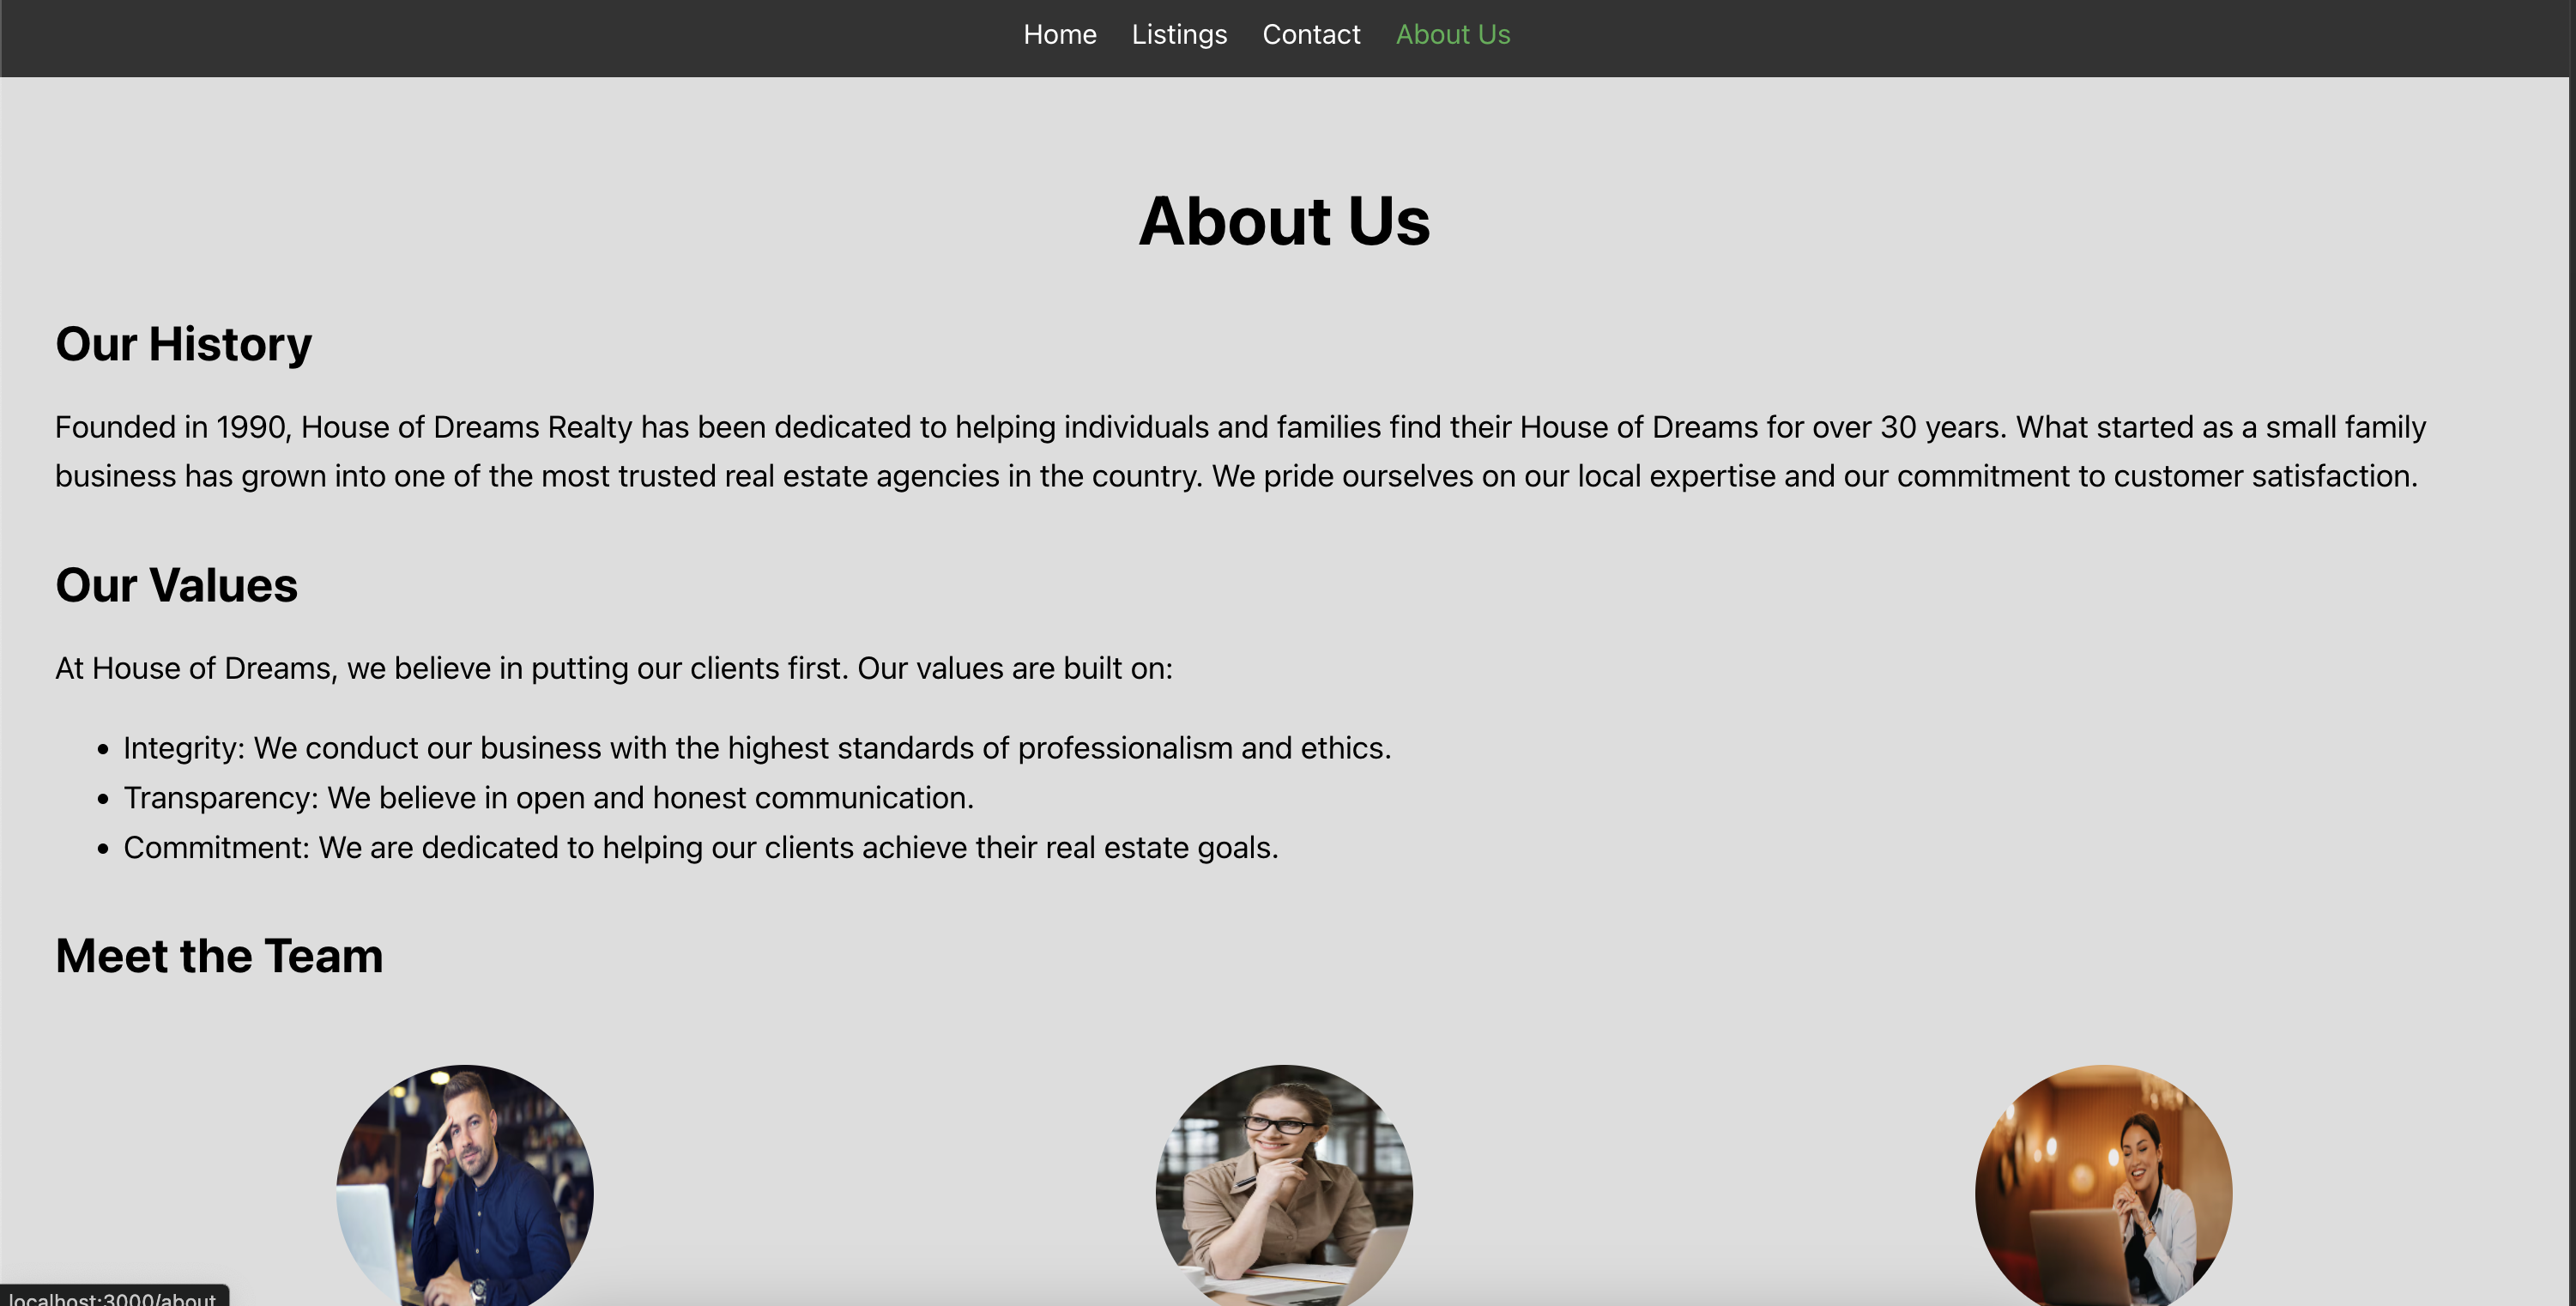 Home Listings Contact About Us
About Us
Our History
Founded in 1990, House of Dreams Realty has been dedicated to helping individuals and families find their House of Dreams for over 30 years. What started as a small family
business has grown into one of the most trusted real estate agencies in the country. We pride ourselves on our local expertise and our commitment to customer satisfaction.
Our Values
At House of Dreams, we believe in putting our clients first. Our values are built on:
• Integrity: We conduct our business with the highest standards of professionalism and ethics.
• Transparency: We believe in open and honest communication.
• Commitment: We are dedicated to helping our clients achieve their real estate goals.
Meet the Team
localhost:3000/about